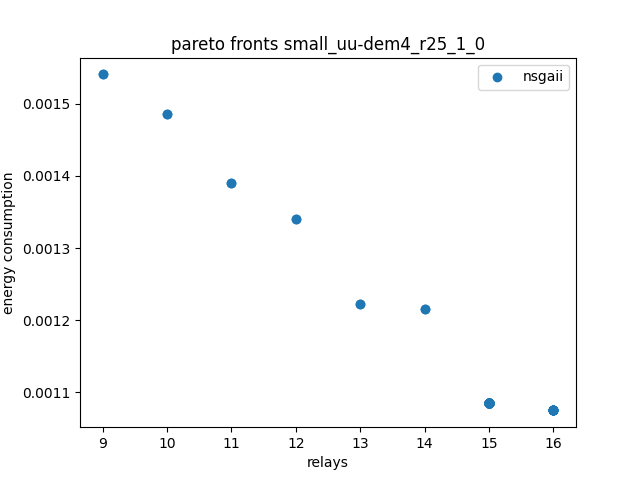 pareto fronts small_uu-dem4_r25_1_0
nsgaii
energy consumption
0.0015
0.0014
0.0013
0.0012
0.0011
9 10 11 12 13 14 15 16
relays